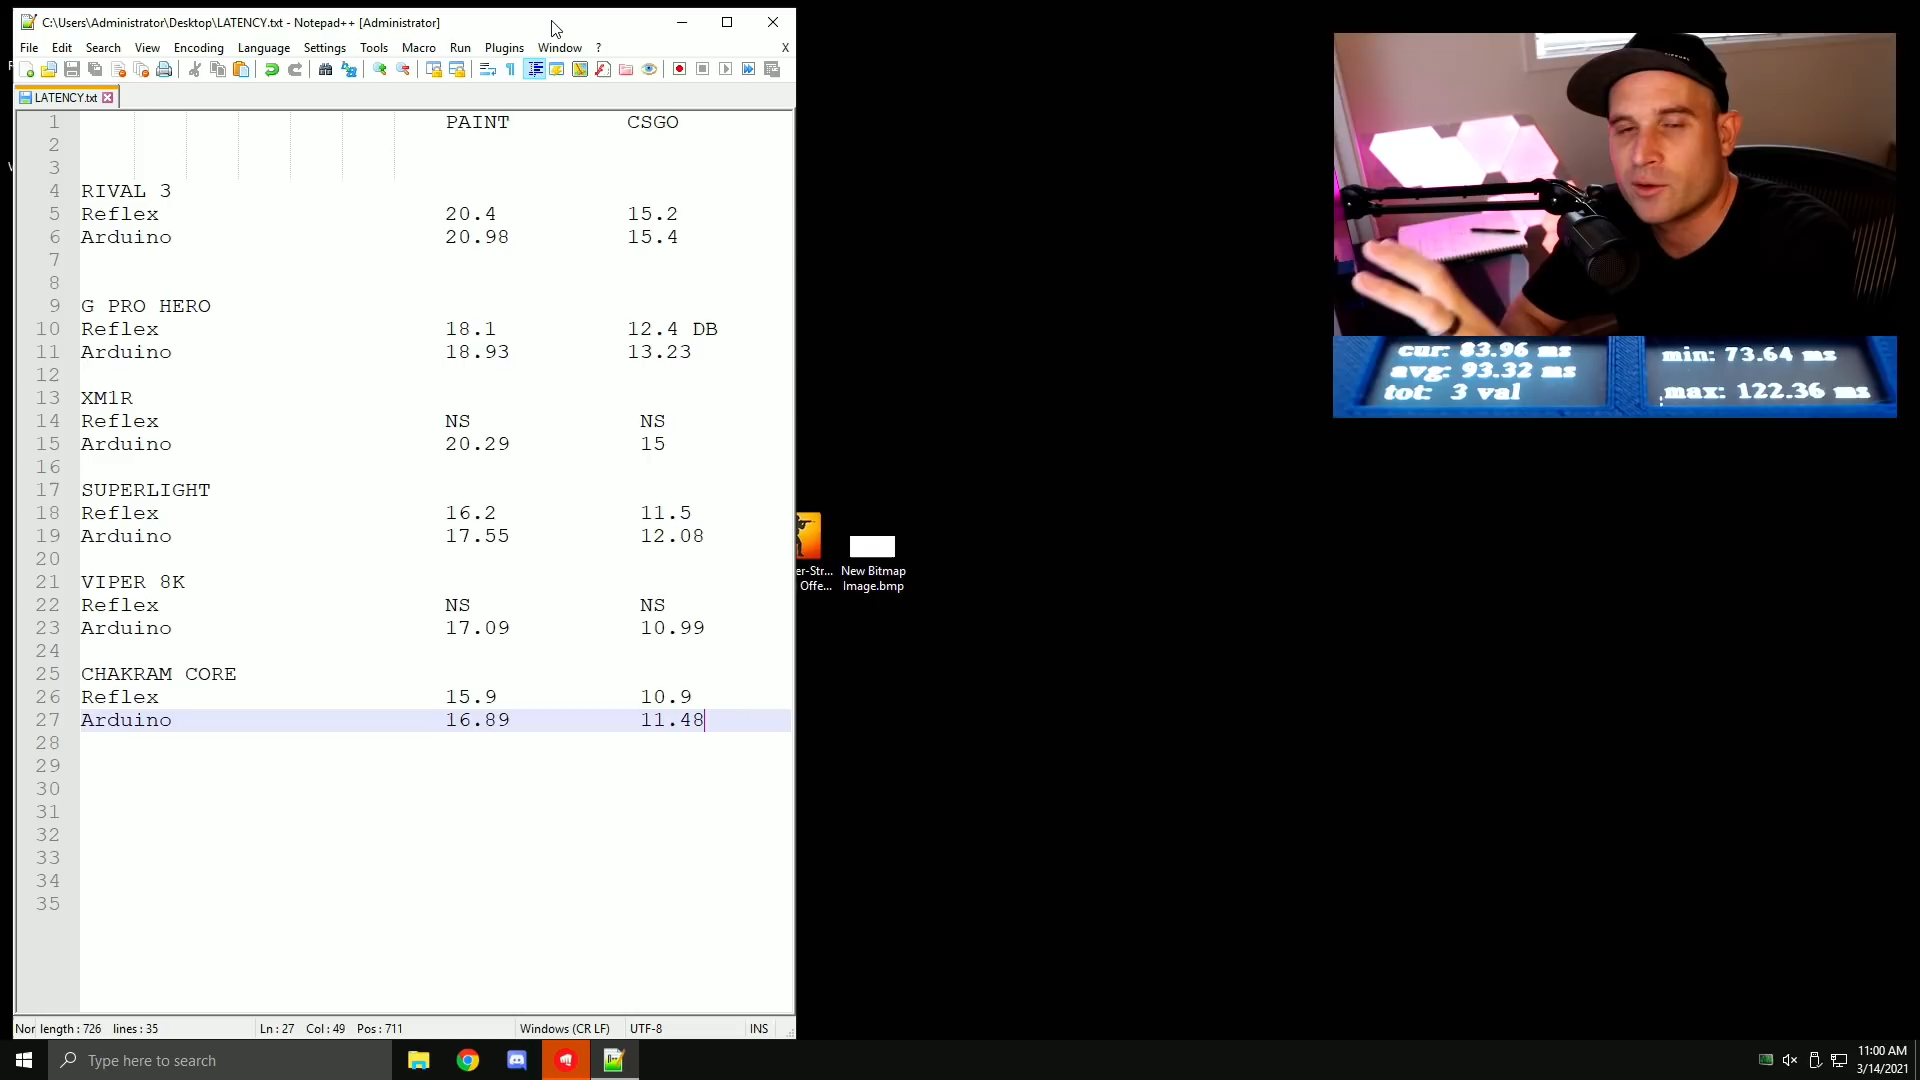 C:\Users\Administrator\Desktop\LATENCY.txt - Notepad++ [Administrator]
File Edit Search View Encoding Language Settings Tools Macro Run Plugins Window ? X
LATENCY.txt
1 PAINT CSGO
2
3
4 RIVAL 3
5 Reflex 20.4 15.2
6 Arduino 20.98 15.4
7
8
9 G PRO HERO
10 Reflex 18.1 12.4 DB
11 Arduino 18.93 13.23
12
13 XM1R
14 Reflex NS NS
15 Arduino 20.29 15
16
17 SUPERLIGHT
18 Reflex 16.2 11.5
19 Arduino 17.55 12.08
20
21 VIPER 8K
22 Reflex NS NS
23 Arduino 17.09 10.99
24
25 CHAKRAM CORE
26 Reflex 15.9 10.9
27 Arduino 16.89 11.48
28
29
30
31
32
33
34
35
Nor length : 726 lines : 35 Ln : 27 Col : 49 Pos : 711 Windows (CR LF) UTF-8 INS
er-Str...
Offe...
New Bitmap
Image.bmp
cur: 83.96 ms
avg: 93.32 ms
tot: 3 val
min: 73.64 ms
max: 122.36 ms
Type here to search
11:00 AM
3/14/2021